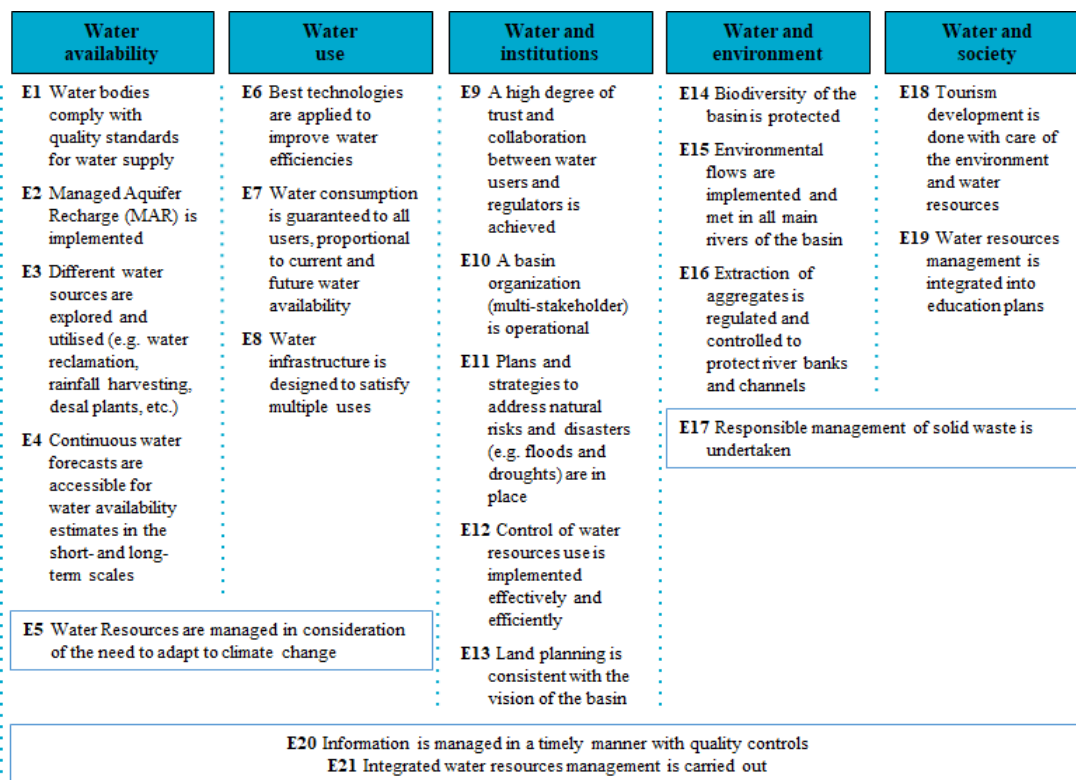 Water
availability
E1 Water bodies
comply with
quality standards
for water supply
E2 Managed Aquifer
Recharge (MAR) is
implemented
E3 Different water
sources are
explored and
utilised (e.g. water
reclamation,
rainfall harvesting,
desal plants, etc.)
E4 Continuous water
forecasts are
accessible for
water availability
estimates in the
short- and long-
term scales
Water
use
E6 Best technologies
are applied to
improve water
efficiencies
E7 Water consumption
is guaranteed to all
users, proportional
to current and
future water
availability
E8 Water
infrastructure is
designed to satisfy
multiple uses
E5 Water Resources are managed in consideration
of the need to adapt to climate change
Water and
institutions
E9 A high degree of
trust and
collaboration
between water
users and
regulators is
achieved
E10 A basin
organization
(multi-stakeholder)
is operational
E11 Plans and
strategies to
address natural
risks and disasters
(e.g. floods and
droughts) are in
place
E12 Control of water
resources use is
implemented
effectively and
efficiently
E13 Land planning is
consistent with the
vision of the basin
Water and
environment
E14 Biodiversity of the
basin is protected
E15 Environmental
flows are
implemented and
met in all main
rivers of the basin
E16 Extraction of
aggregates is
regulated and
controlled to
protect river banks
and channels
Water and
society
E18 Tourism
development is
done with care of
the environment
and water
resources
E19 Water resources
management is
integrated into
education plans
E17 Responsible management of solid waste is
undertaken
E20 Information is managed in a timely manner with quality controls
E21 Integrated water resources management is carried out